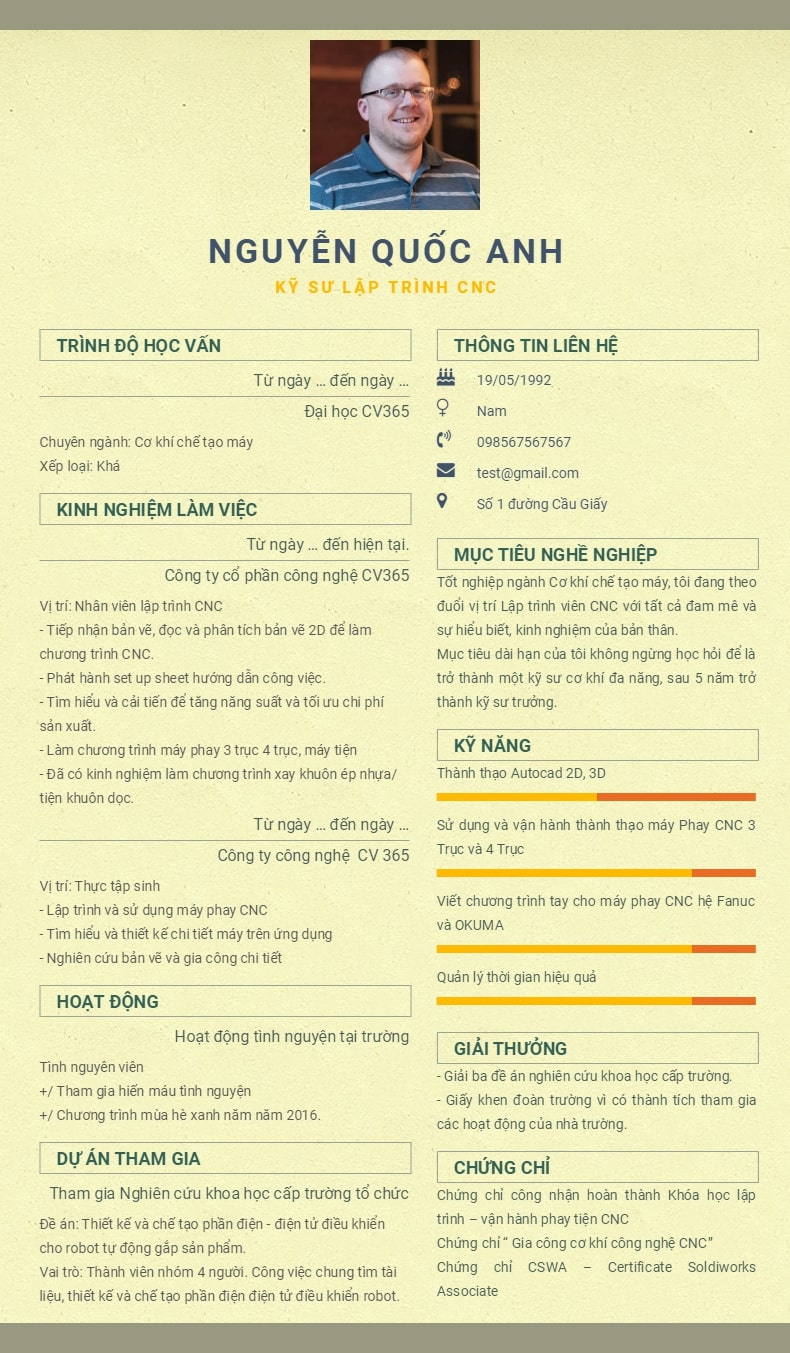 NGUYỄN QUỐC ANH
KỸ SƯ LẬP TRÌNH CNC
TRÌNH ĐỘ HỌC VẤN
Từ ngày ... đến ngày ...
Đại học CV365
Chuyên ngành: Cơ khí chế tạo máy
Xếp loại: Khá
KINH NGHIỆM LÀM VIỆC
Từ ngày ... đến hiện tại.
Công ty cổ phần công nghệ CV365
Vị trí: Nhân viên lập trình CNC
- Tiếp nhận bản vẽ, đọc và phân tích bản vẽ 2D để làm
chương trình CNC.
- Phát hành set up sheet hướng dẫn công việc.
- Tìm hiểu và cải tiến để tăng năng suất và tối ưu chi phí
sản xuất.
- Làm chương trình máy phay 3 trục 4 trục, máy tiện
- Đã có kinh nghiệm làm chương trình xay khuôn ép nhựa/
tiện khuôn dọc.
Từ ngày ... đến ngày ...
Công ty công nghệ CV 365
Vị trí: Thực tập sinh
- Lập trình và sử dụng máy phay CNC
- Tìm hiểu và thiết kế chi tiết máy trên ứng dụng
- Nghiên cứu bản vẽ và gia công chi tiết
HOẠT ĐỘNG
Hoạt động tình nguyện tại trường
Tình nguyên viên
+/ Tham gia hiến máu tình nguyện
+/ Chương trình mùa hè xanh năm năm 2016.
DỰ ÁN THAM GIA
Tham gia Nghiên cứu khoa học cấp trường tổ chức
Đề án: Thiết kế và chế tạo phần điện - điện tử điều khiển
cho robot tự động gắp sản phẩm.
Vai trò: Thành viên nhóm 4 người. Công việc chung tìm tài
liệu, thiết kế và chế tạo phần điện điện tử điều khiển robot.
THÔNG TIN LIÊN HỆ
19/05/1992
Nam
098567567567
test@gmail.com
Số 1 đường Cầu Giấy
MỤC TIÊU NGHỀ NGHIỆP
Tốt nghiệp ngành Cơ khí chế tạo máy, tôi đang theo
đuổi vị trí Lập trình viên CNC với tất cả đam mê và
sự hiểu biết, kinh nghiệm của bản thân.
Mục tiêu dài hạn của tôi không ngừng học hỏi để là
trở thành một kỹ sư cơ khí đa năng, sau 5 năm trở
thành kỹ sư trưởng.
KỸ NĂNG
Thành thạo Autocad 2D, 3D
Sử dụng và vận hành thành thạo máy Phay CNC 3
Trục và 4 Trục
Viết chương trình tay cho máy phay CNC hệ Fanuc
và OKUMA
Quản lý thời gian hiệu quả
GIẢI THƯỞNG
- Giải ba đề án nghiên cứu khoa học cấp trường.
- Giấy khen đoàn trường vì có thành tích tham gia
các hoạt động của nhà trường.
CHỨNG CHỈ
Chứng chỉ công nhận hoàn thành Khóa học lập
trình – vận hành phay tiện CNC
Chứng chỉ “ Gia công cơ khí công nghệ CNC”
Chứng chỉ CSWA – Certificate Soldiworks
Associate